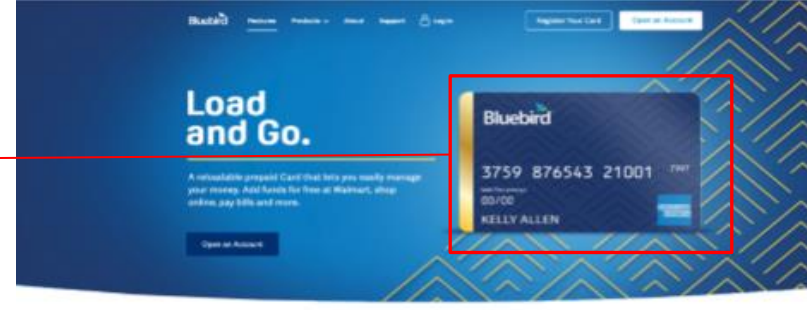 Bluebird Features Products About Support Log In Register Your Card Open an Account
Load
and Go.
A reloadable prepaid Card that lets you easily manage
your money. Add funds for free at Walmart, shop
online, pay bills and more.
Open an Account
Bluebird
3759 876543 21001
00/00
KELLY ALLEN